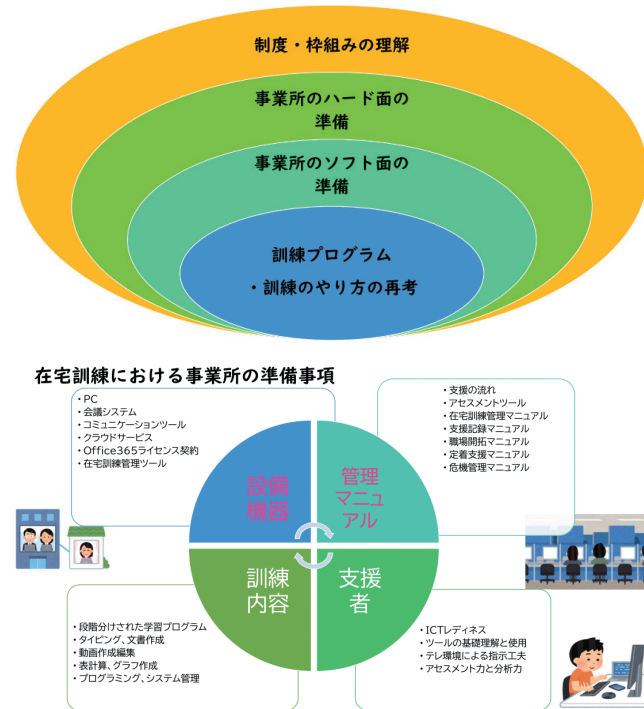 制度・枠組みの理解
事業所のハード面の
準備
事業所のソフト面の
準備
訓練プログラム
・訓練のやり方の再考
在宅訓練における事業所の準備事項
・PC
・会議システム
・コミュニケーションツール
・クラウドサービス
・Office365ライセンス契約
・在宅訓練管理ツール
・支援の流れ
・アセスメントツール
・在宅訓練管理マニュアル
・支援記録マニュアル
・職場開拓マニュアル
・定着支援マニュアル
・危機管理マニュアル
設備
機器
管理
マニュ
アル
訓練
内容
支援
者
・段階分けされた学習プログラム
・タイピング、文書作成
・動画作成編集
・表計算、グラフ作成
・プログラミング、システム管理
・ICTレディネス
・ツールの基礎理解と使用
・テレ環境による指示工夫
・アセスメント力と分析力